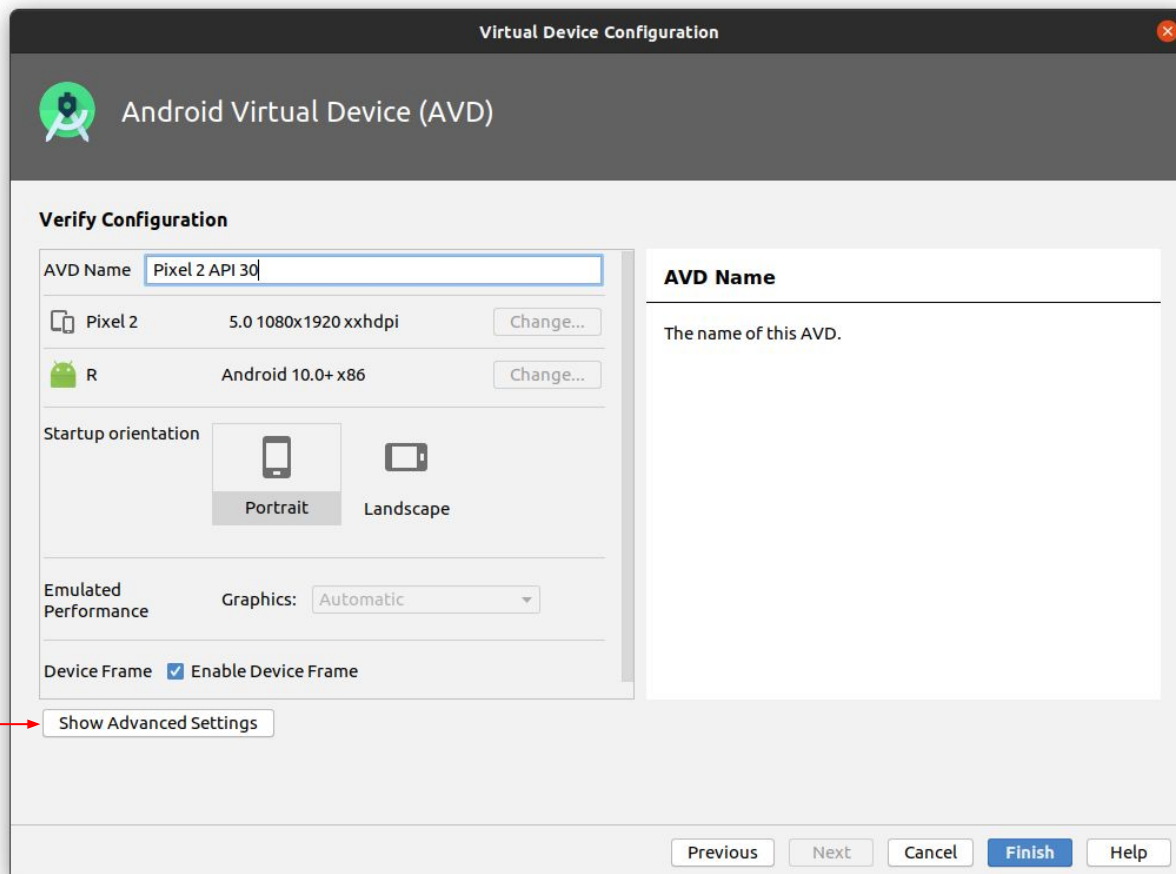 Virtual Device Configuration
Android Virtual Device (AVD)
Verify Configuration
AVD Name Pixel 2 API 30
Pixel 2 5.0 1080x1920 xxhdpi Change...
R Android 10.0+ x86 Change...
Startup orientation
Portrait
Landscape
Emulated
Performance
Graphics: Automatic
Device Frame Enable Device Frame
Show Advanced Settings
AVD Name
The name of this AVD.
Previous Next Cancel Finish Help